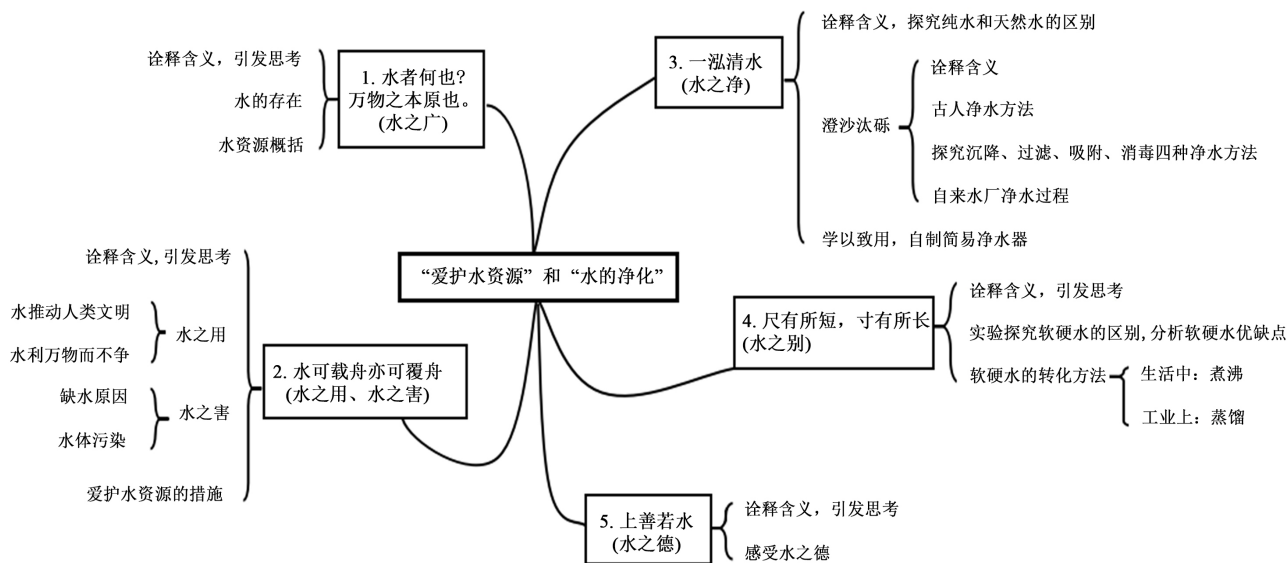 “爱护水资源”和“水的净化”
1. 水者何也?
万物之本原也。
(水之广)
诠释含义，引发思考
水的存在
水资源概括
2. 水可载舟亦可覆舟
(水之用、水之害)
诠释含义,引发思考
水之用
水推动人类文明
水利万物而不争
水之害
缺水原因
水体污染
爱护水资源的措施
3. 一泓清水
(水之净)
诠释含义，探究纯水和天然水的区别
澄沙汰砾
诠释含义
古人净水方法
探究沉降、过滤、吸附、消毒四种净水方法
自来水厂净水过程
学以致用，自制简易净水器
4. 尺有所短，寸有所长
(水之别)
诠释含义，引发思考
实验探究软硬水的区别,分析软硬水优缺点
软硬水的转化方法
生活中：煮沸
工业上：蒸馏
5. 上善若水
(水之德)
诠释含义，引发思考
感受水之德